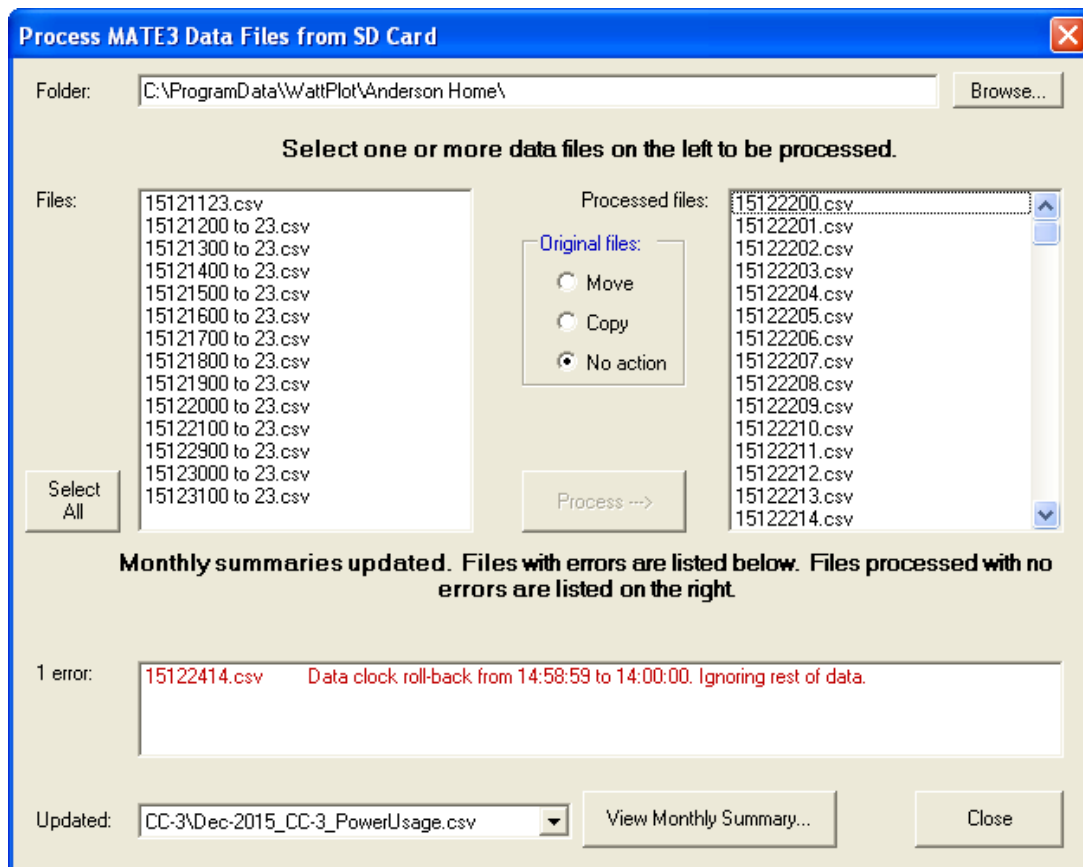 Process MATE3 Data Files from SD Card
Folder:
C:\ProgramData\WattPlot\Anderson Home\
Browse...
Select one or more data files on the left to be processed.
Files:
15121123.csv
15121200 to 23.csv
15121300 to 23.csv
15121400 to 23.csv
15121500 to 23.csv
15121600 to 23.csv
15121700 to 23.csv
15121800 to 23.csv
15121900 to 23.csv
15122000 to 23.csv
15122100 to 23.csv
15122900 to 23.csv
15123000 to 23.csv
15123100 to 23.csv
Select
All
Processed files:
Original files:
Move
Copy
No action
Process --->
15122200.csv
15122201.csv
15122202.csv
15122203.csv
15122204.csv
15122205.csv
15122206.csv
15122207.csv
15122208.csv
15122209.csv
15122210.csv
15122211.csv
15122212.csv
15122213.csv
15122214.csv
Monthly summaries updated. Files with errors are listed below. Files processed with no
errors are listed on the right.
1 error:
15122414.csv Data clock roll-back from 14:58:59 to 14:00:00. Ignoring rest of data.
Updated:
CC-3\Dec-2015_CC-3_PowerUsage.csv
View Monthly Summary...
Close